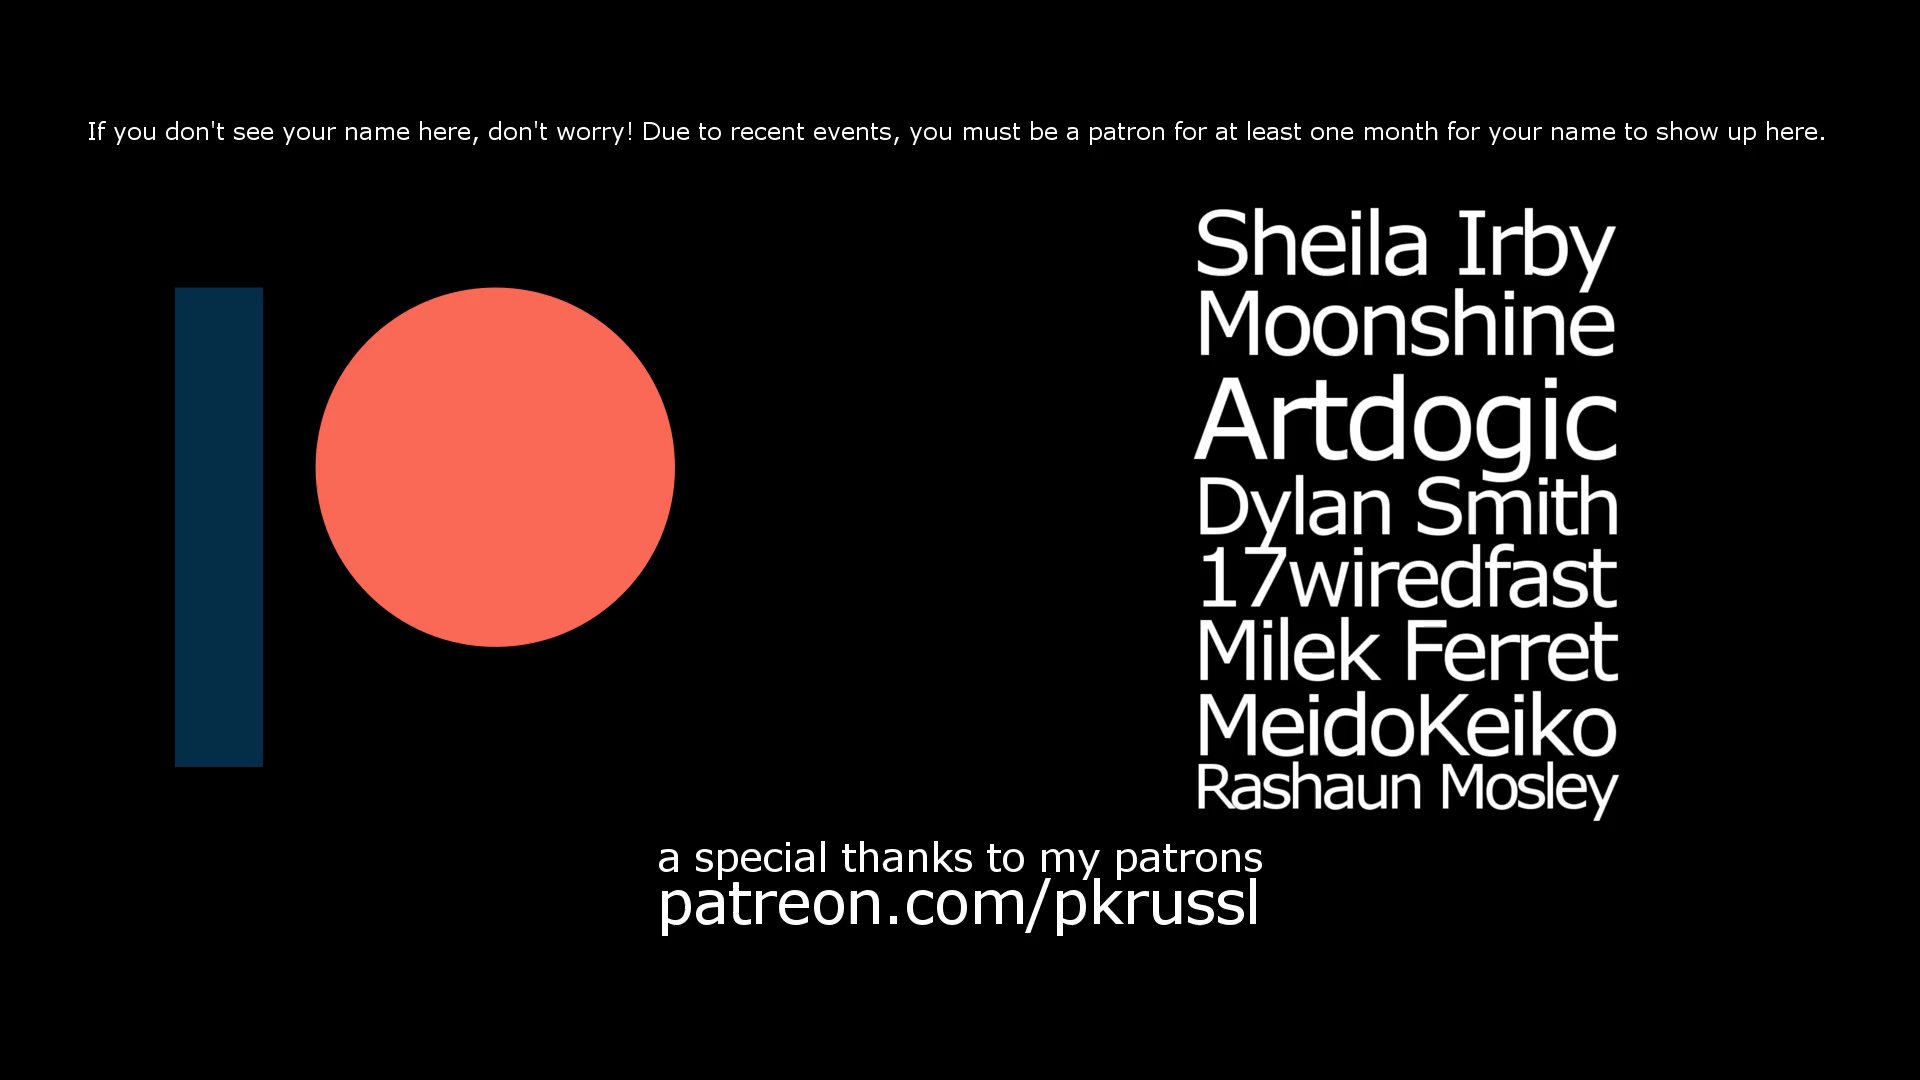 If you don't see your name here, don't worry! Due to recent events, you must be a patron for at least one month for your name to show up here.
Sheila Irby
Moonshine
Artdogic
Dylan Smith
17wiredfast
Milek Ferret
MeidoKeiko
Rashaun Mosley
a special thanks to my patrons
patreon.com/pkrussl